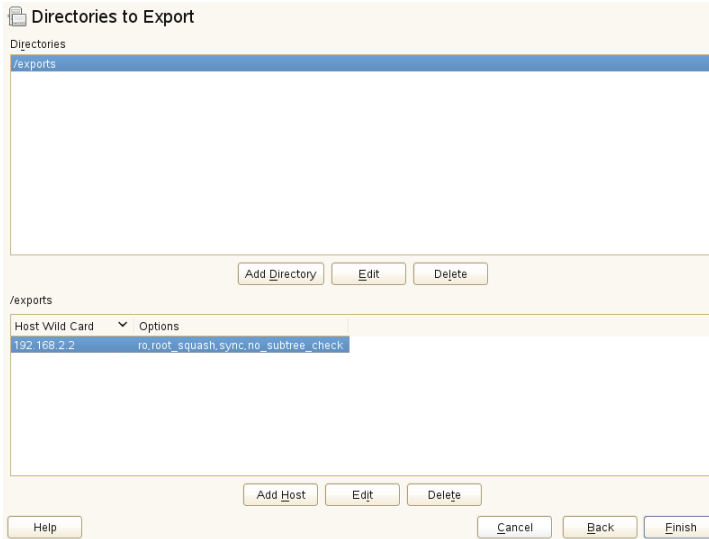 Directories to Export
Directories
/exports
Add Directory Edit Delete
/exports
Host Wild Card Options
192.168.2.2 ro,root_squash,sync,no_subtree_check
Add Host Edit Delete
Help Cancel Back Finish